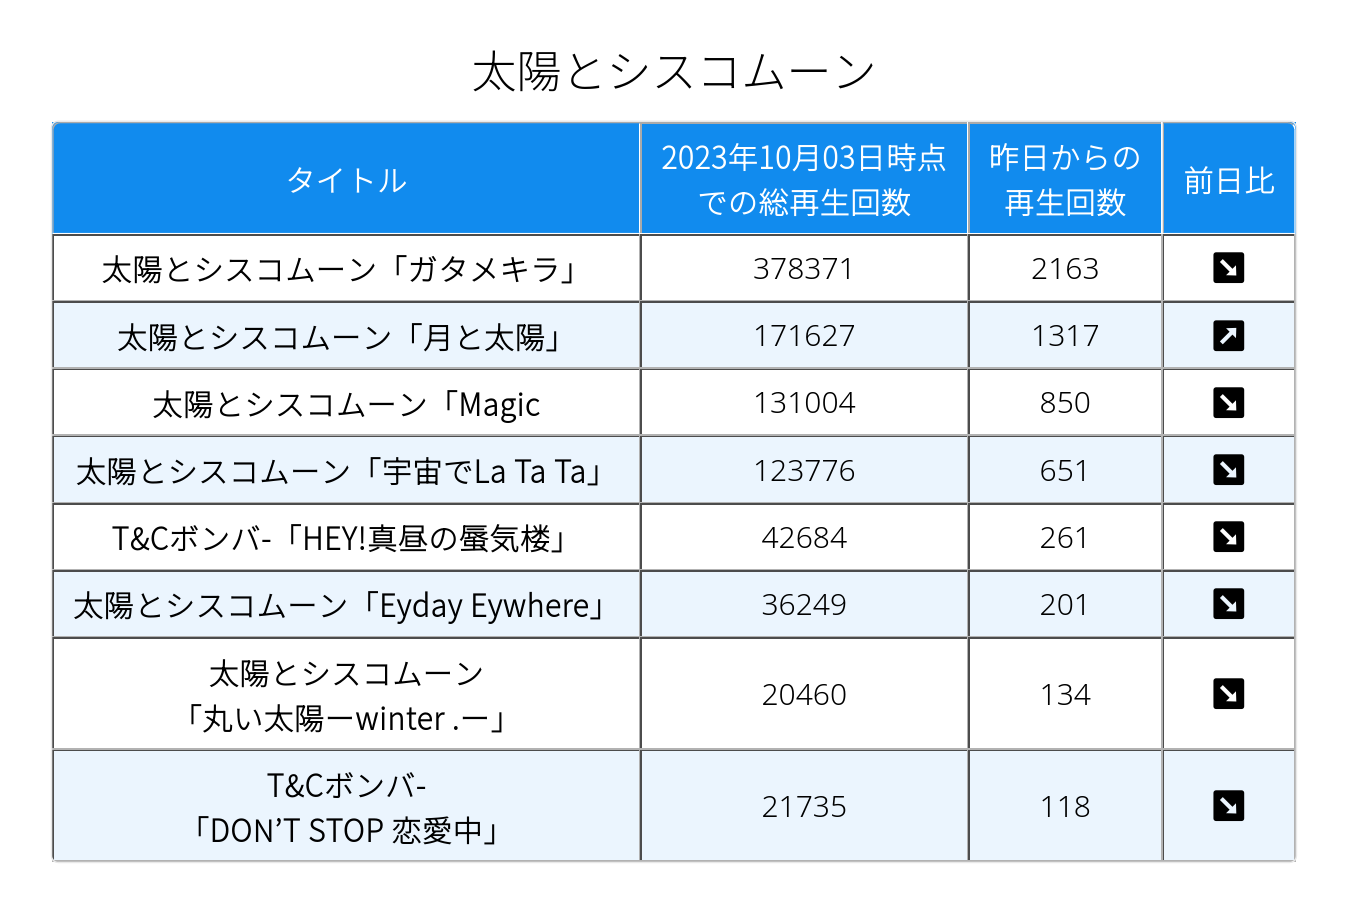 太陽とシスコムーン
タイトル
2023年10月03日時点
での総再生回数
昨日からの
再生回数
前日比
太陽とシスコムーン「ガタメキラ」 378371 2163 ↘
太陽とシスコムーン「月と太陽」 171627 1317 ↗
太陽とシスコムーン「Magic 131004 850 ↘
太陽とシスコムーン「宇宙でLa Ta Ta」 123776 651 ↘
T&Cボンバ-「HEY!真昼の蜃気楼」 42684 261 ↘
太陽とシスコムーン「Eyday Eywhere」 36249 201 ↘
太陽とシスコムーン
「丸い太陽ーwinter .ー」 20460 134 ↘
T&Cボンバ-
「DON’T STOP 恋愛中」 21735 118 ↘